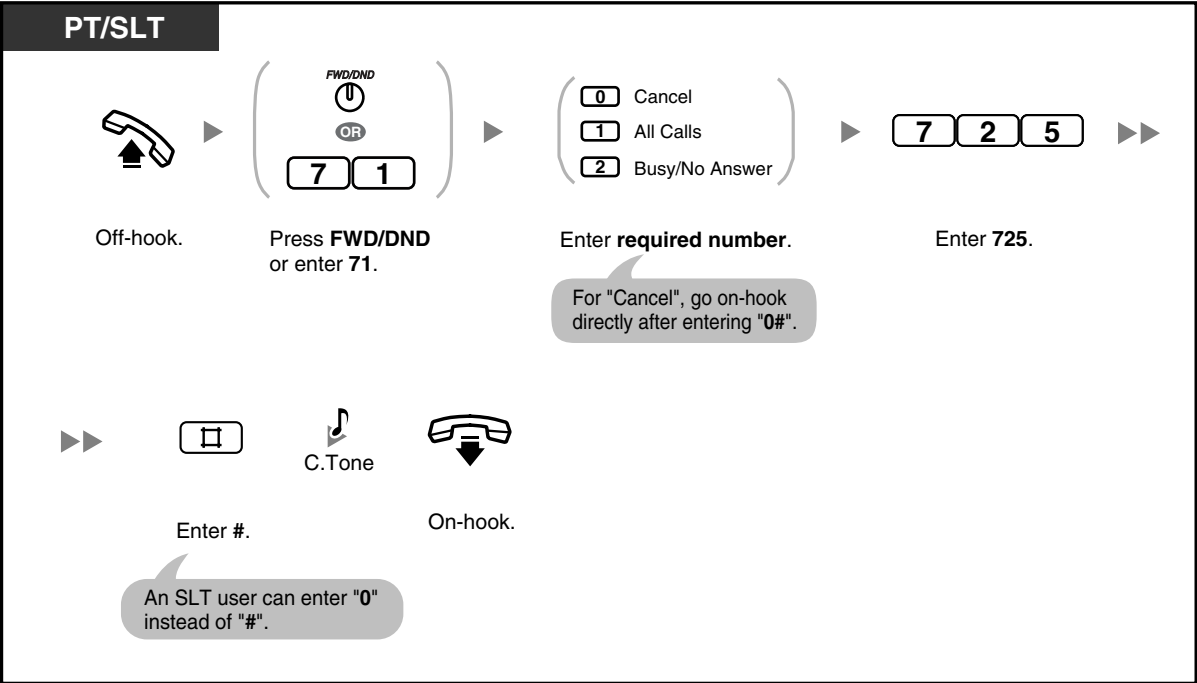 PT/SLT
FWD/DND
OR
7 1
0 Cancel
1 All Calls
2 Busy/No Answer
7 2 5
Off-hook.
Press FWD/DND
or enter 71.
Enter required number.
For "Cancel", go on-hook
directly after entering "0#".
Enter 725.
#
C.Tone
Enter #.
On-hook.
An SLT user can enter "0"
instead of "#".